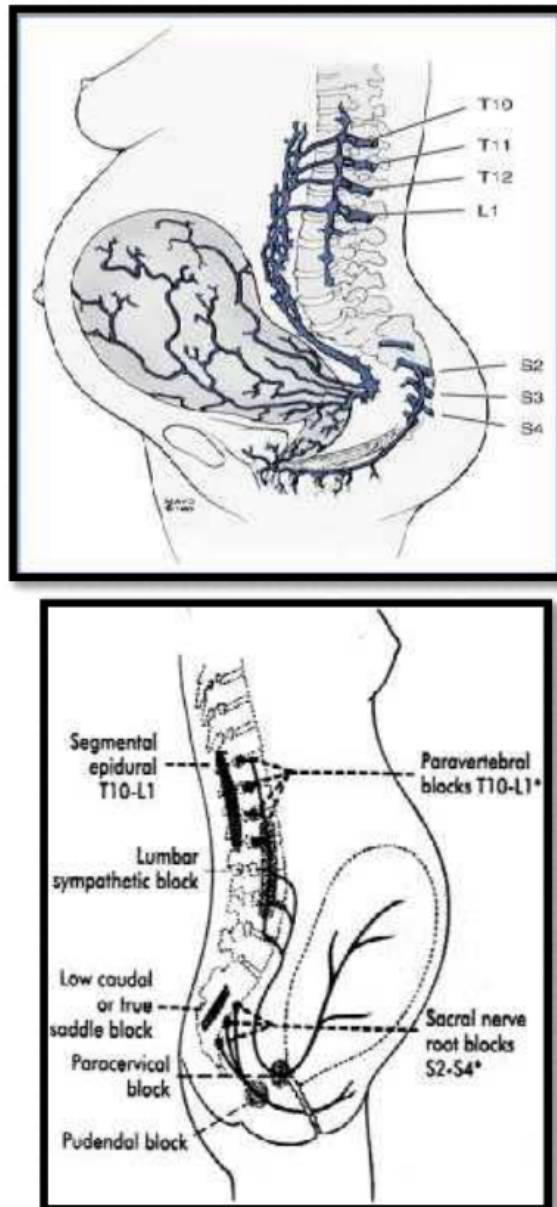 T10
T11
T12
L1
S2
S3
S4
MAYO
Segmental
epidural
T10-L1
Paravertebral
blocks T10-L1*
Lumbar
sympathetic block
Low caudal
or true
saddle block
Sacral nerve
root blocks
S2-S4*
Paracervical
block
Pudendal block